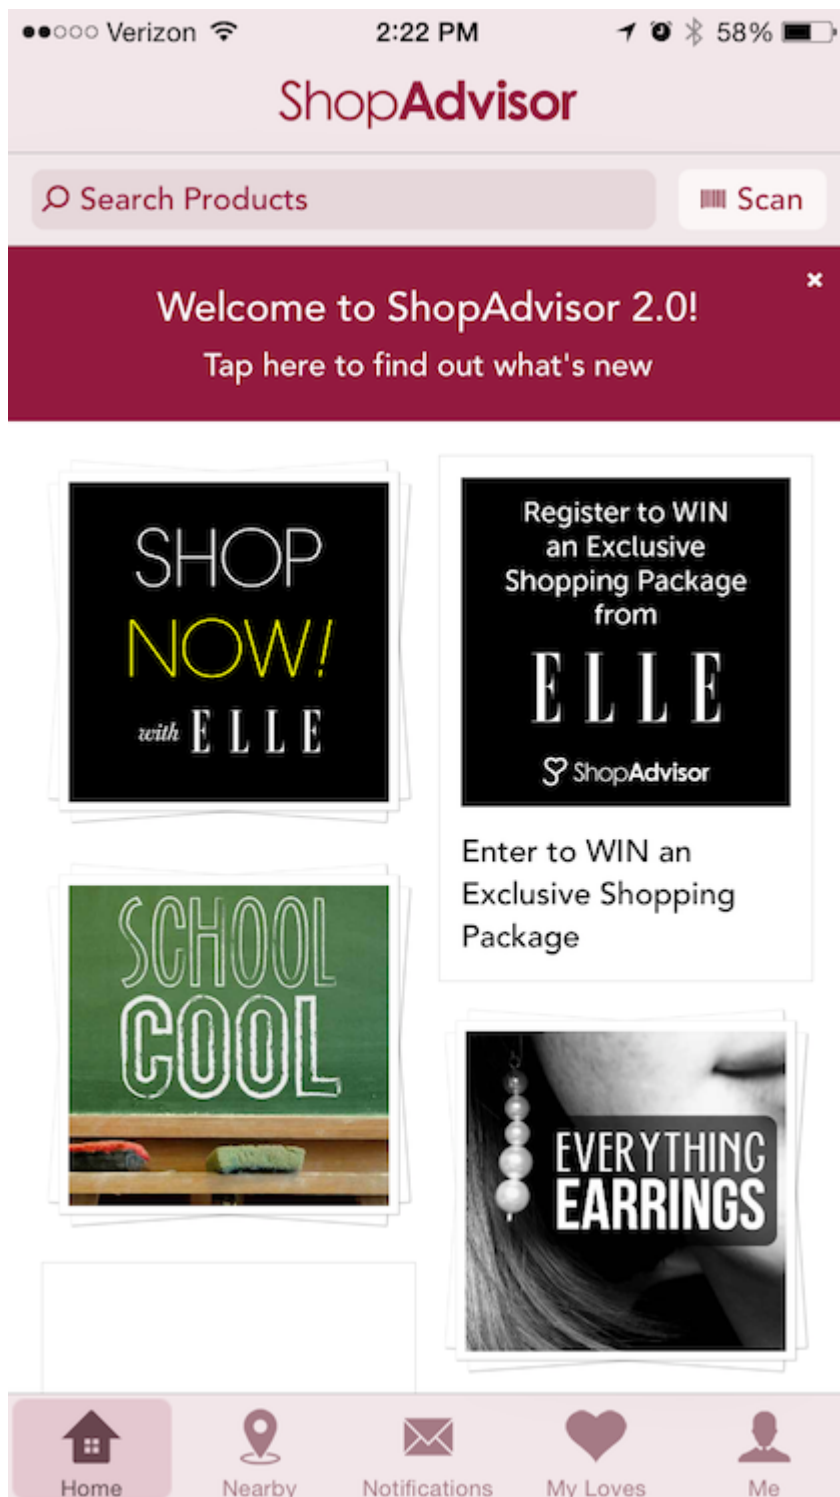 Verizon 2:22 PM 58%
ShopAdvisor
Search Products Scan
Welcome to ShopAdvisor 2.0!
Tap here to find out what's new
SHOP
NOW!
with ELLE
Register to WIN
an Exclusive
Shopping Package
from
ELLE
ShopAdvisor
Enter to WIN an
Exclusive Shopping
Package
SCHOOL
COOL
EVERYTHING
EARRINGS
Home Nearby Notifications My Loves Me